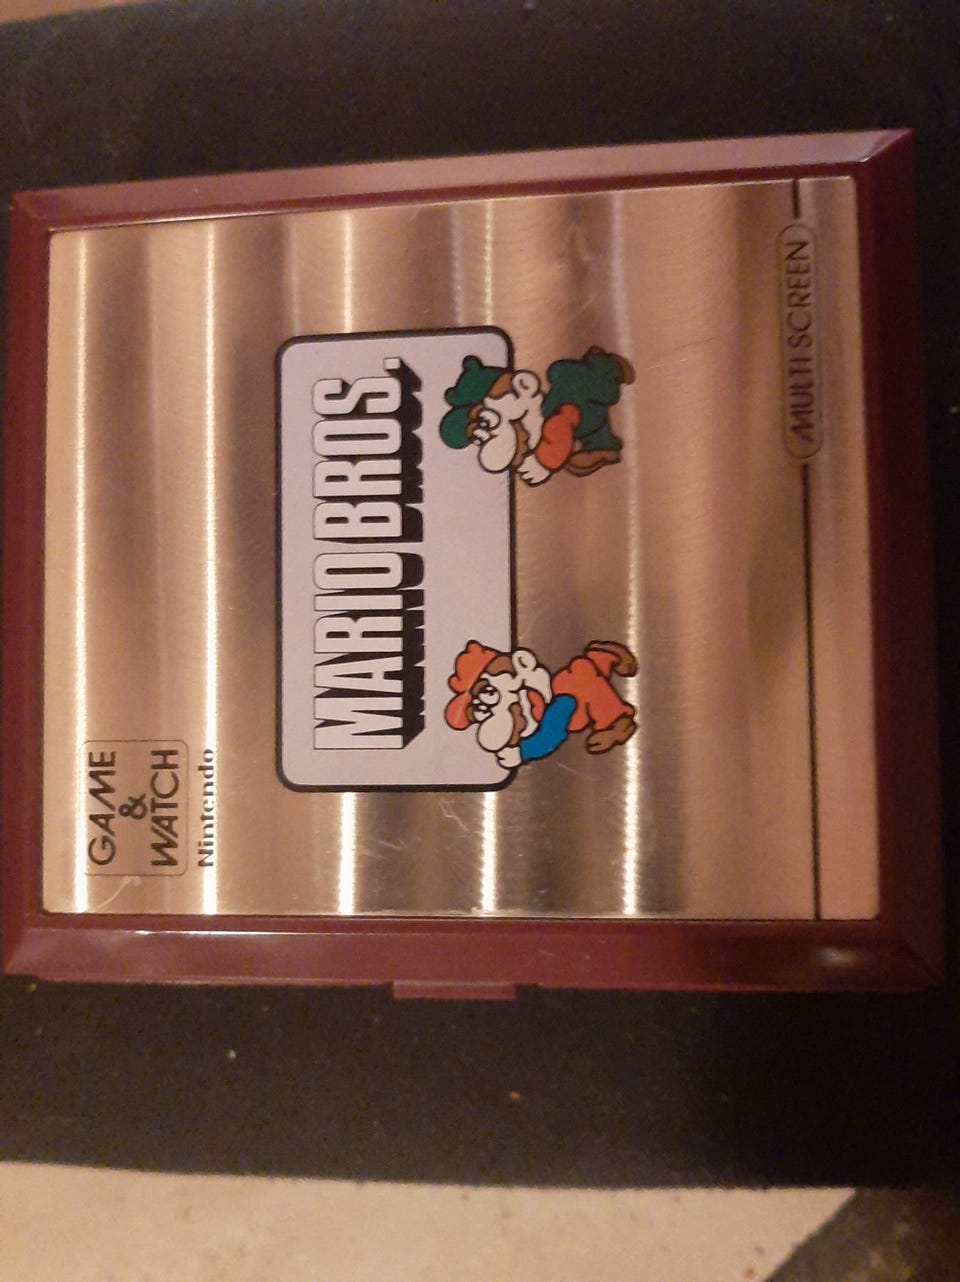 GAME
&
WATCH
Nintendo
MARIO BROS.
MULTI SCREEN